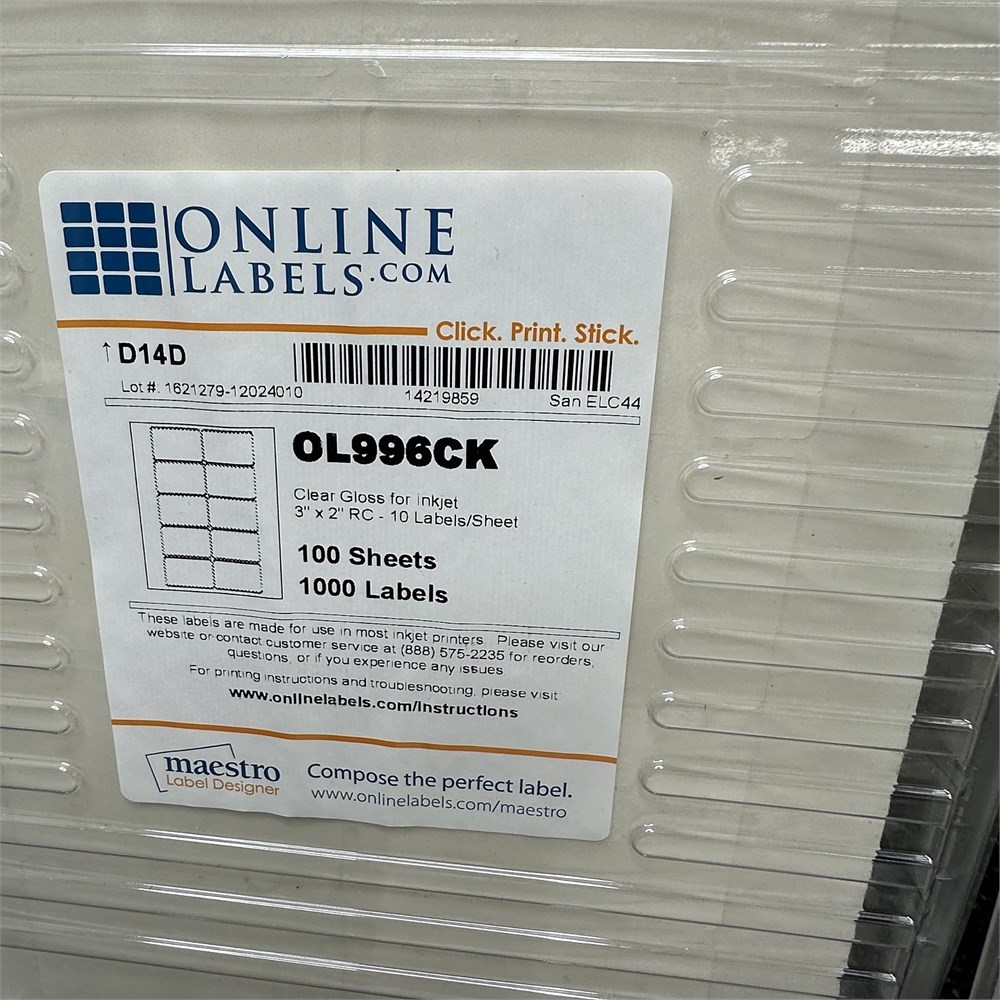 ONLINE
LABELS.COM
Click. Print. Stick.
↑ D14D
Lot #: 1621279-12024010
14219859
San ELC44
OL996CK
Clear Gloss for Inkjet
3" x 2" RC - 10 Labels/Sheet
100 Sheets
1000 Labels
These labels are made for use in most inkjet printers. Please visit our
website or contact customer service at (888) 575-2235 for reorders,
questions, or if you experience any issues.
For printing instructions and troubleshooting, please visit
www.onlinelabels.com/instructions
maestro
Label Designer
Compose the perfect label.
www.onlinelabels.com/maestro